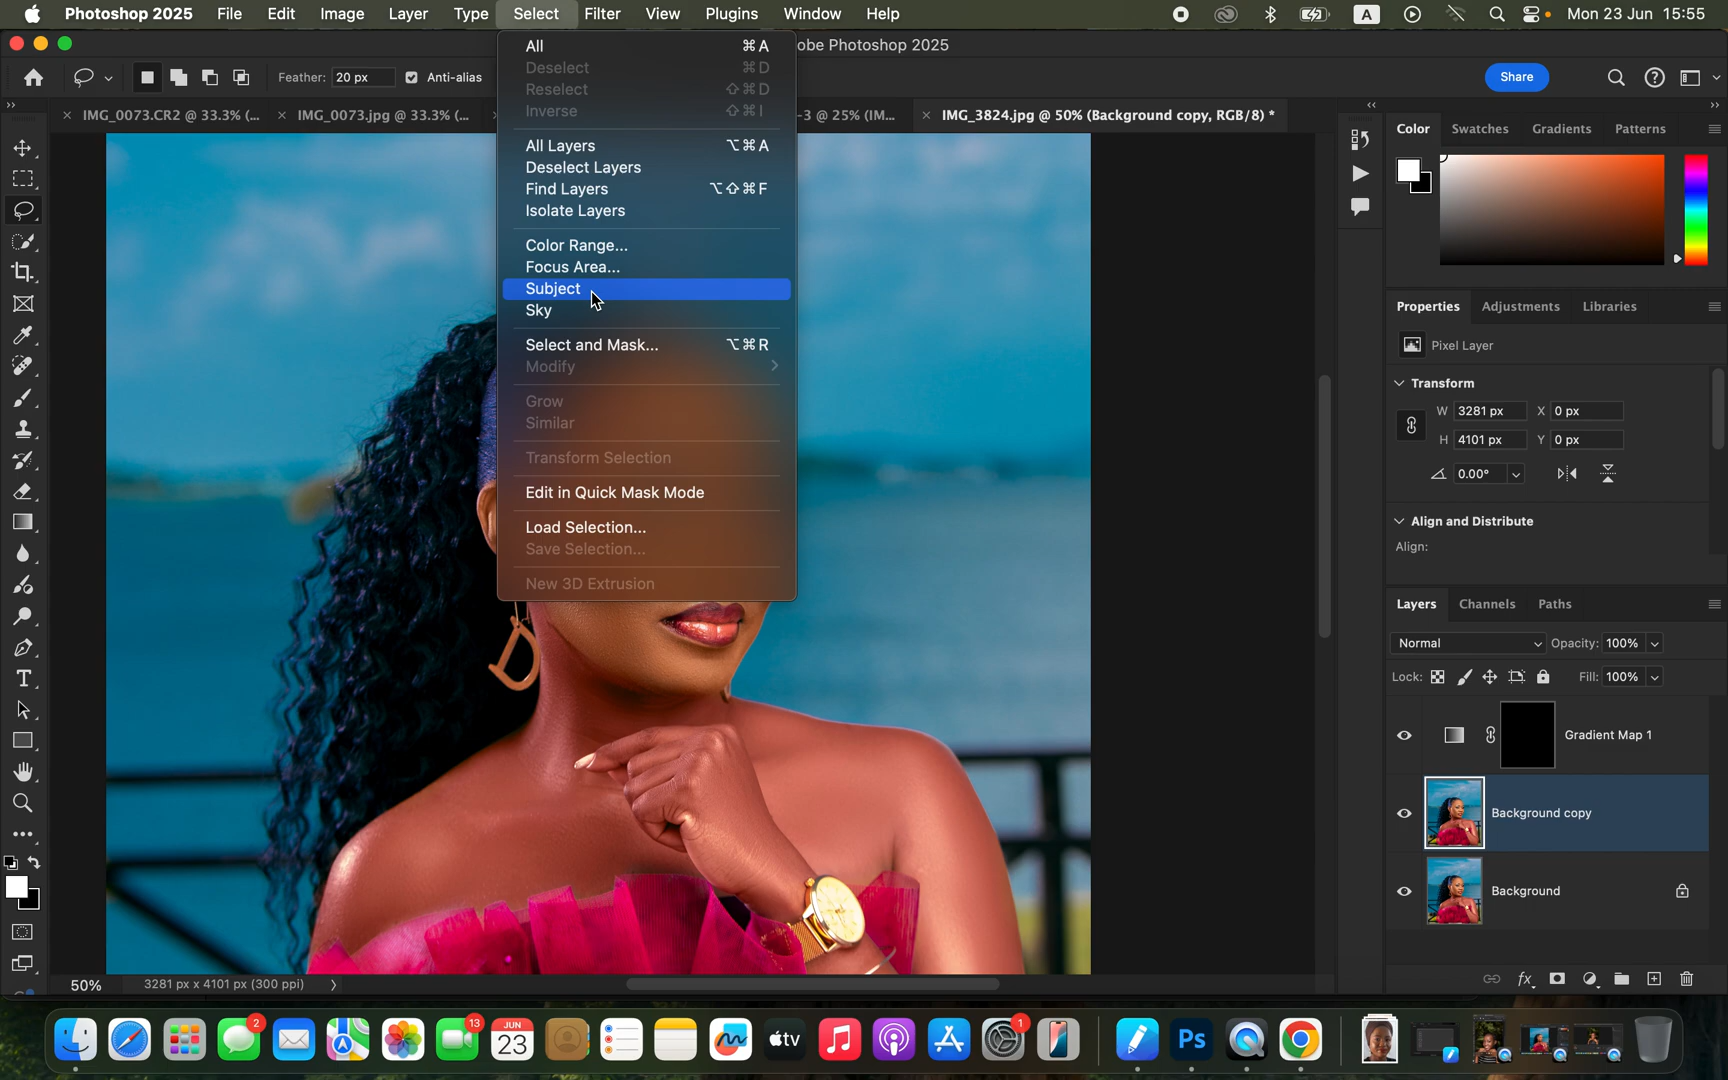 Photoshop 2025 File Edit Image Layer Type Select Filter View Plugins Window Help A Mon 23 Jun 15:55
obe Photoshop 2025
Feather: 20 px Anti-alias Share
IMG_0073.CR2 @ 33.3% (... IMG_0073.jpg @ 33.3% (... -3 @ 25% (IM... IMG_3824.jpg @ 50% (Background copy, RGB/8) *
All ⌘A
Deselect ⌘D
Reselect ⇧⌘D
Inverse ⇧⌘I
All Layers ⌥⌘A
Deselect Layers
Find Layers ⌥⇧⌘F
Isolate Layers
Color Range...
Focus Area...
Subject
Sky
Select and Mask... ⌥⌘R
Modify
Grow
Similar
Transform Selection
Edit in Quick Mask Mode
Load Selection...
Save Selection...
New 3D Extrusion
Color Swatches Gradients Patterns
Properties Adjustments Libraries
Pixel Layer
Transform
W 3281 px X 0 px
H 4101 px Y 0 px
0.00°
Align and Distribute
Align:
Layers Channels Paths
Normal Opacity: 100%
Lock: Fill: 100%
Gradient Map 1
Background copy
Background
50% 3281 px x 4101 px (300 ppi)
2 13 JUN 23 tv 1 Ps